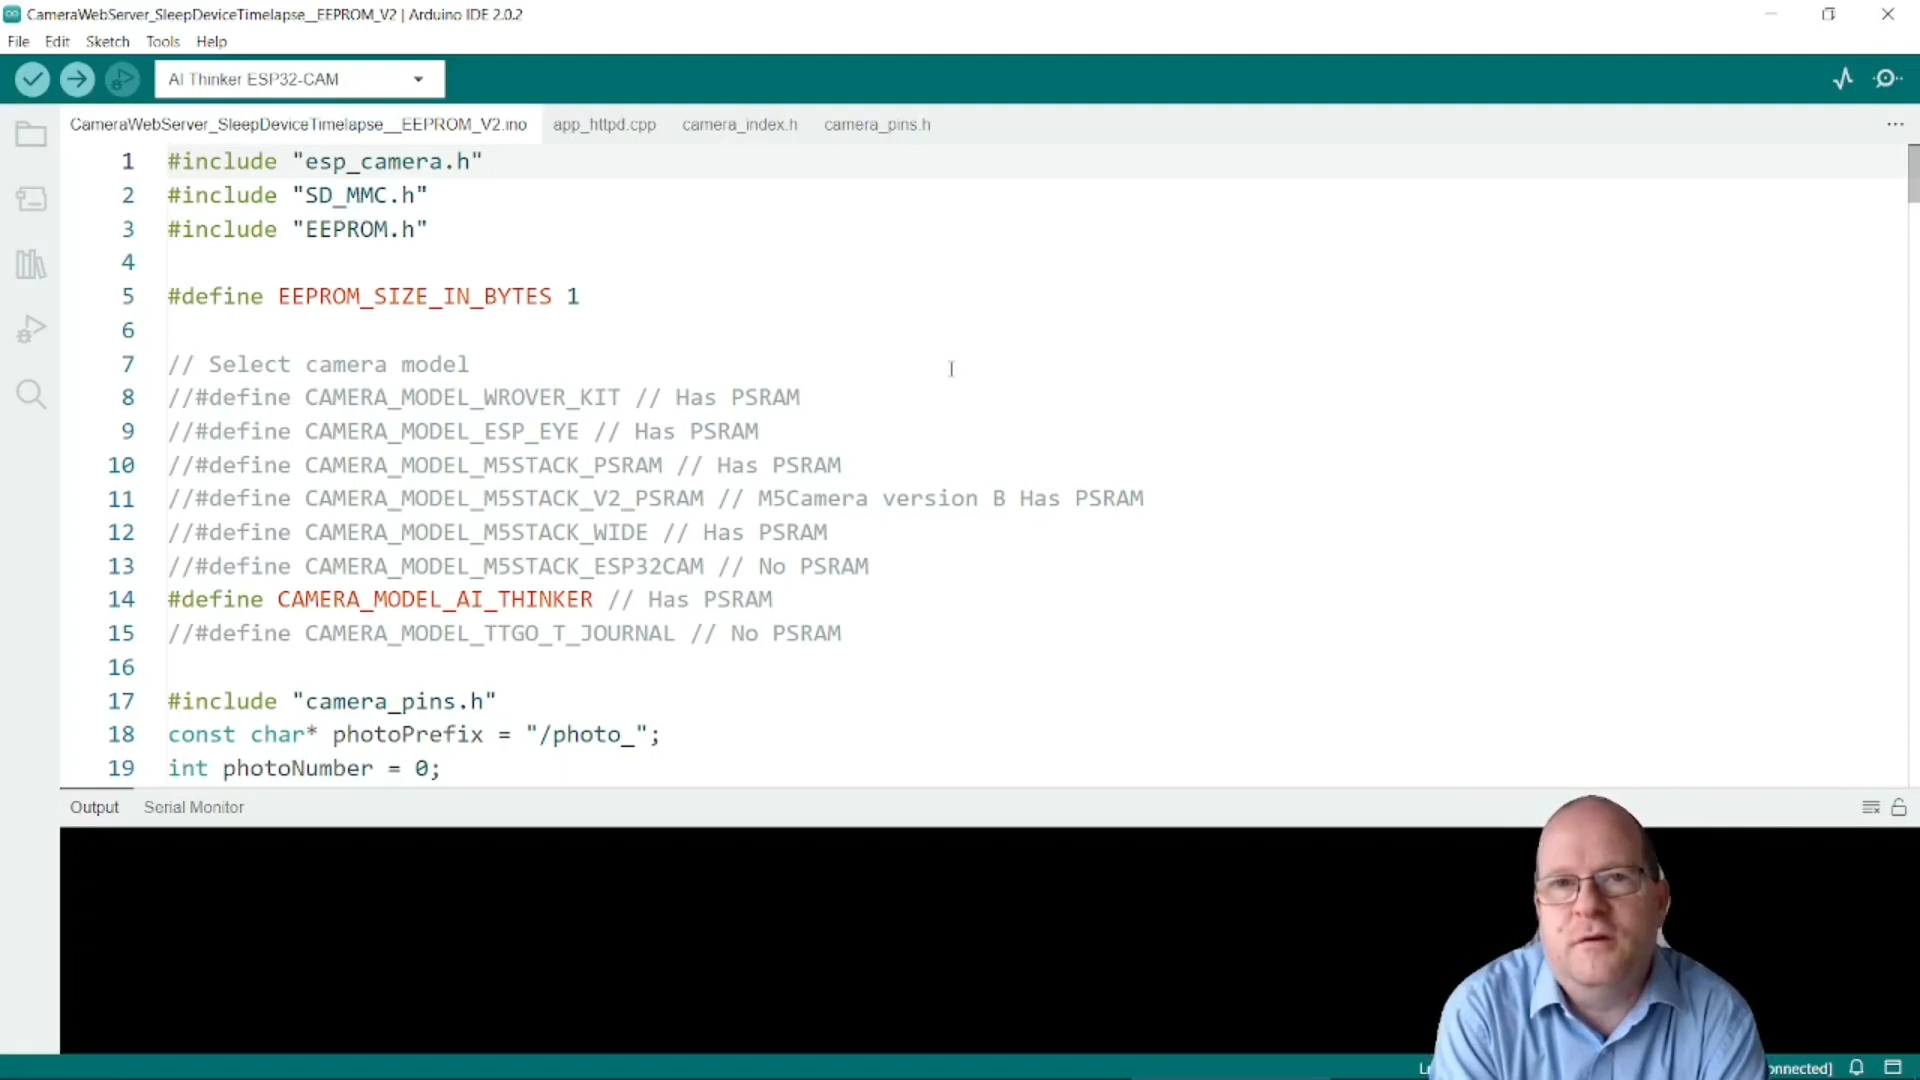 CameraWebServer_SleepDeviceTimelapse__EEPROM_V2 | Arduino IDE 2.0.2
File Edit Sketch Tools Help
AI Thinker ESP32-CAM
CameraWebServer_SleepDeviceTimelapse__EEPROM_V2.ino app_httpd.cpp camera_index.h camera_pins.h ...
1 #include "esp_camera.h"
2 #include "SD_MMC.h"
3 #include "EEPROM.h"
4
5 #define EEPROM_SIZE_IN_BYTES 1
6
7 // Select camera model
8 //#define CAMERA_MODEL_WROVER_KIT // Has PSRAM
9 //#define CAMERA_MODEL_ESP_EYE // Has PSRAM
10 //#define CAMERA_MODEL_M5STACK_PSRAM // Has PSRAM
11 //#define CAMERA_MODEL_M5STACK_V2_PSRAM // M5Camera version B Has PSRAM
12 //#define CAMERA_MODEL_M5STACK_WIDE // Has PSRAM
13 //#define CAMERA_MODEL_M5STACK_ESP32CAM // No PSRAM
14 #define CAMERA_MODEL_AI_THINKER // Has PSRAM
15 //#define CAMERA_MODEL_TTGO_T_JOURNAL // No PSRAM
16
17 #include "camera_pins.h"
18 const char* photoPrefix = "/photo_";
19 int photoNumber = 0;
Output Serial Monitor
onnected]